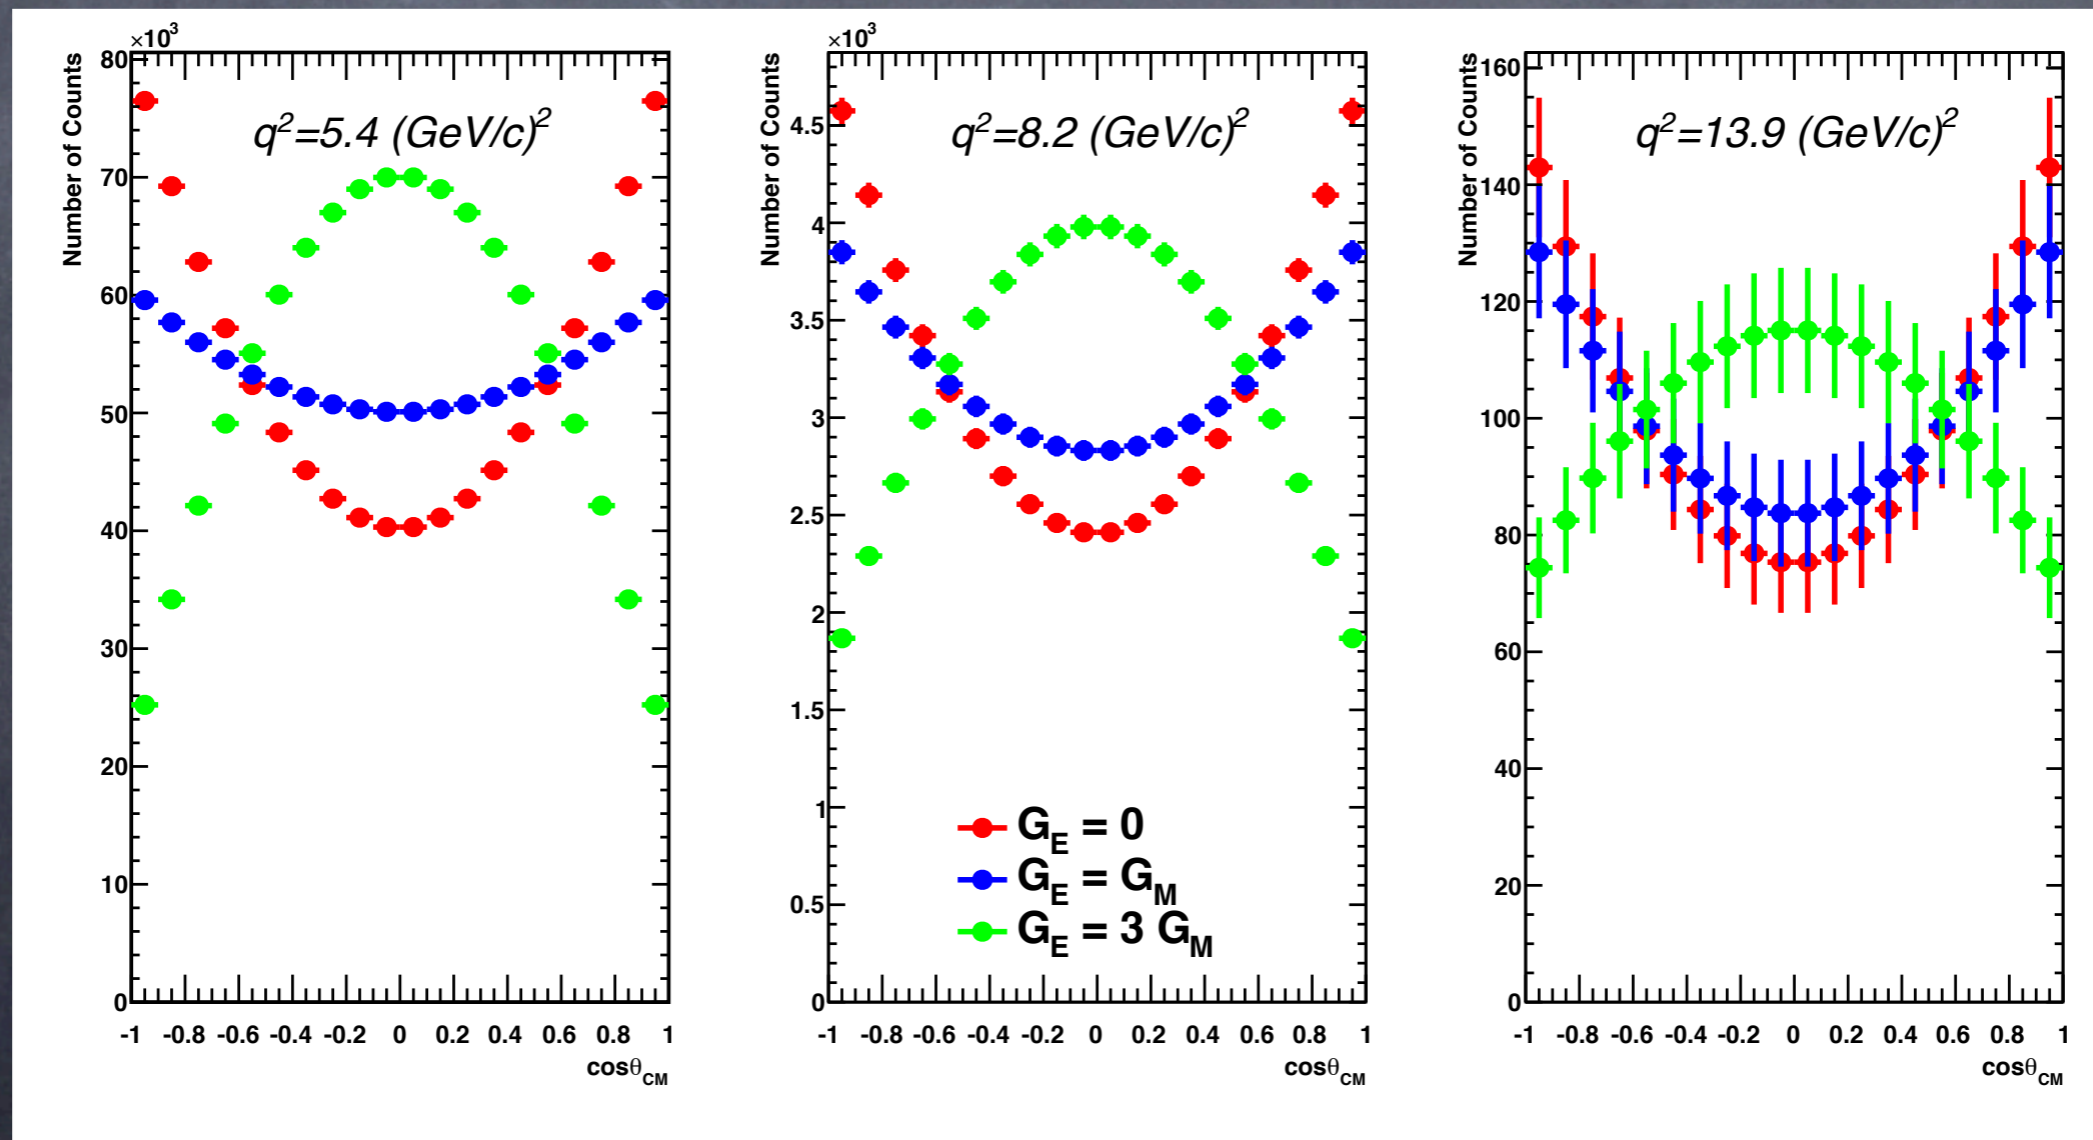 ×10³
Number of Counts
q²=5.4 (GeV/c)²
80
70
60
50
40
30
20
10
0
-1 -0.8 -0.6 -0.4 -0.2 0 0.2 0.4 0.6 0.8 1
cosθ_CM
×10³
Number of Counts
q²=8.2 (GeV/c)²
4.5
4
3.5
3
2.5
2
1.5
1
0.5
0
G_E = 0
G_E = G_M
G_E = 3 G_M
-1 -0.8 -0.6 -0.4 -0.2 0 0.2 0.4 0.6 0.8 1
cosθ_CM
Number of Counts
q²=13.9 (GeV/c)²
160
140
120
100
80
60
40
20
0
-1 -0.8 -0.6 -0.4 -0.2 0 0.2 0.4 0.6 0.8 1
cosθ_CM